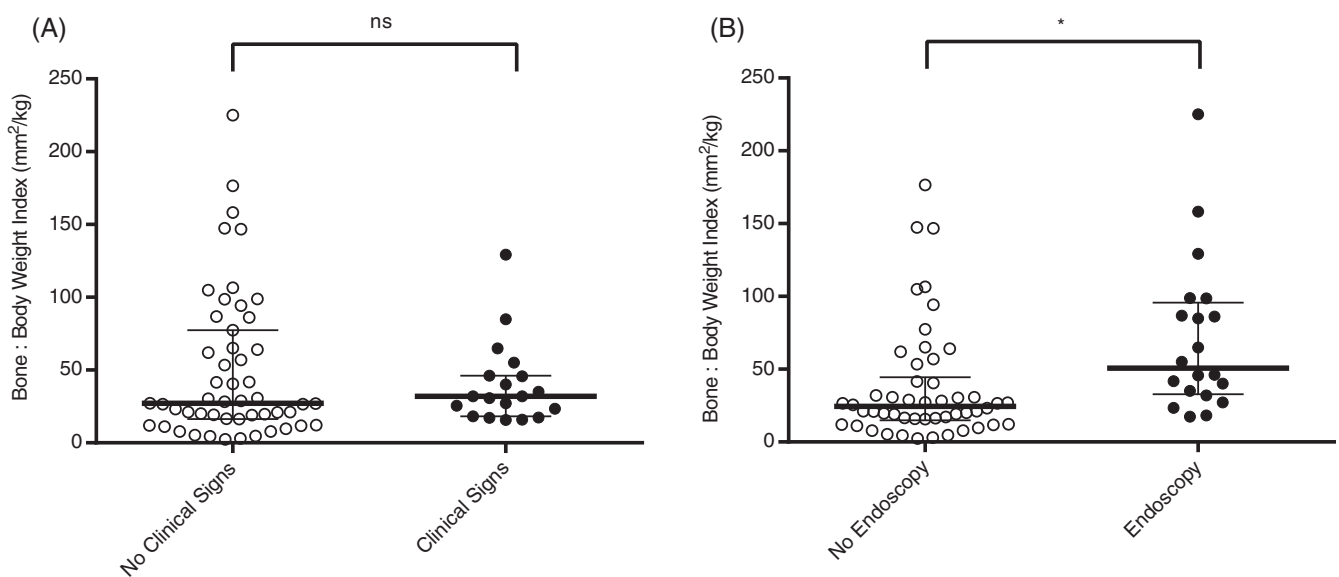 (A)
ns
Bone : Body Weight Index (mm²/kg)
250
200
150
100
50
0
No Clinical Signs
Clinical Signs
(B)
*
Bone : Body Weight Index (mm²/kg)
250
200
150
100
50
0
No Endoscopy
Endoscopy